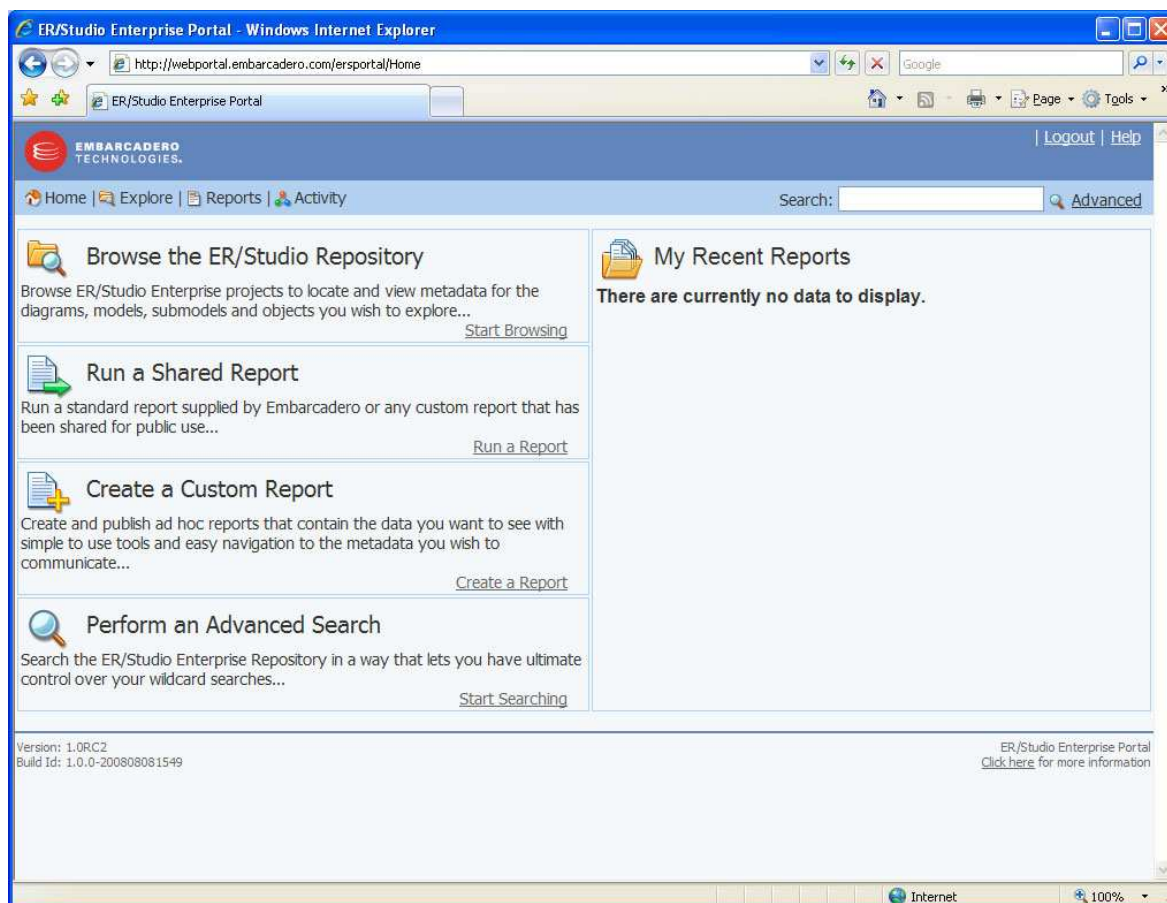 ER/Studio Enterprise Portal - Windows Internet Explorer
http://webportal.embarcadero.com/ersportal/Home
Google
ER/Studio Enterprise Portal
Page
Tools
»
EMBARCADERO
TECHNOLOGIES.
| Logout | Help
Home | Explore | Reports | Activity
Search:
Advanced
Browse the ER/Studio Repository
Browse ER/Studio Enterprise projects to locate and view metadata for the
diagrams, models, submodels and objects you wish to explore...
Start Browsing
Run a Shared Report
Run a standard report supplied by Embarcadero or any custom report that has
been shared for public use...
Run a Report
Create a Custom Report
Create and publish ad hoc reports that contain the data you want to see with
simple to use tools and easy navigation to the metadata you wish to
communicate...
Create a Report
Perform an Advanced Search
Search the ER/Studio Enterprise Repository in a way that lets you have ultimate
control over your wildcard searches...
Start Searching
My Recent Reports
There are currently no data to display.
Version: 1.0RC2
Build Id: 1.0.0-200808081549
ER/Studio Enterprise Portal
Click here for more information
Internet
100%